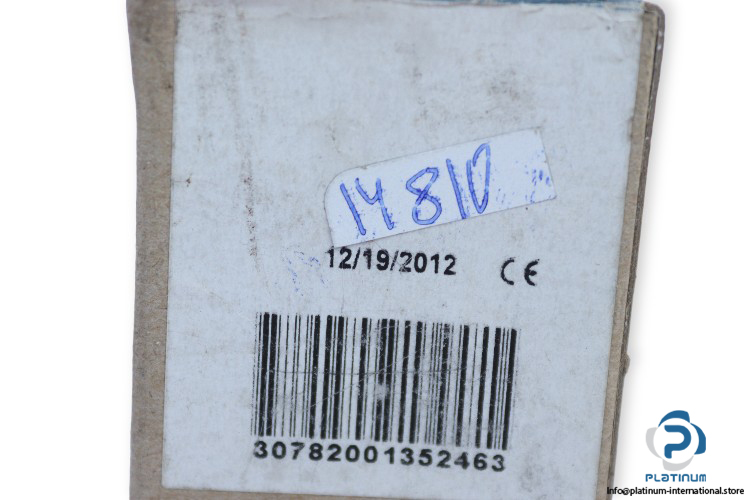 14810
12/19/2012 CE
30782001352463
PLATINUM
Info@platinum-international.store